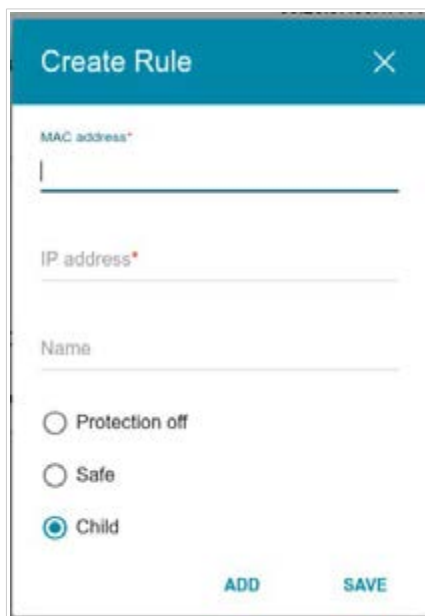 Create Rule
MAC address*
IP address*
Name
Protection off
Safe
Child
ADD SAVE